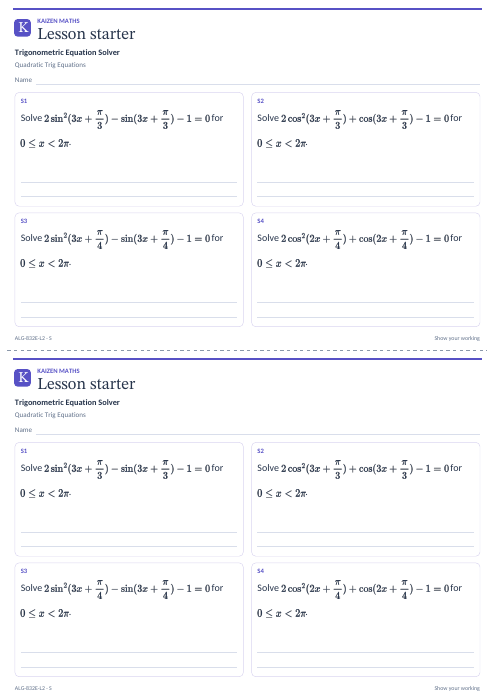 K
KAIZEN MATHS
Lesson starter
Trigonometric Equation Solver
Quadratic Trig Equations
Name
S1
Solve 2 sin²(3x + π/3) − sin(3x + π/3) − 1 = 0 for
0 ≤ x < 2π.
S2
Solve 2 cos²(3x + π/3) + cos(3x + π/3) − 1 = 0 for
0 ≤ x < 2π.
S3
Solve 2 sin²(3x + π/4) − sin(3x + π/4) − 1 = 0 for
0 ≤ x < 2π.
S4
Solve 2 cos²(2x + π/4) + cos(2x + π/4) − 1 = 0 for
0 ≤ x < 2π.
ALG-B32E-L2 · S
Show your working
K
KAIZEN MATHS
Lesson starter
Trigonometric Equation Solver
Quadratic Trig Equations
Name
S1
Solve 2 sin²(3x + π/3) − sin(3x + π/3) − 1 = 0 for
0 ≤ x < 2π.
S2
Solve 2 cos²(3x + π/3) + cos(3x + π/3) − 1 = 0 for
0 ≤ x < 2π.
S3
Solve 2 sin²(3x + π/4) − sin(3x + π/4) − 1 = 0 for
0 ≤ x < 2π.
S4
Solve 2 cos²(2x + π/4) + cos(2x + π/4) − 1 = 0 for
0 ≤ x < 2π.
ALG-B32E-L2 · S
Show your working